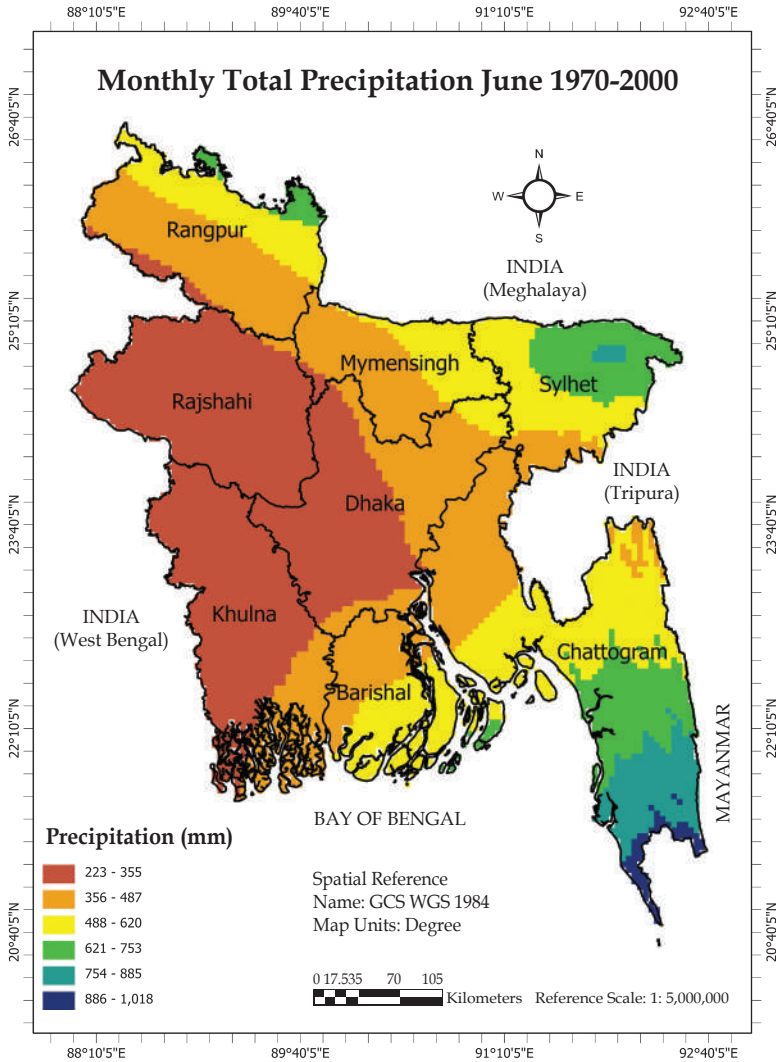 88°10'5"E 89°40'5"E 91°10'5"E 92°40'5"E
Monthly Total Precipitation June 1970-2000
26°40'5"N 26°40'5"N
N
W E
S
Rangpur
INDIA
(Meghalaya)
25°10'5"N 25°10'5"N
Mymensingh
Sylhet
Rajshahi
INDIA
(Tripura)
Dhaka
23°40'5"N 23°40'5"N
INDIA
(West Bengal)
Khulna
Chattogram
Barishal
22°10'5"N 22°10'5"N
MAYANMAR
BAY OF BENGAL
Precipitation (mm)
223 - 355
356 - 487
488 - 620
621 - 753
754 - 885
886 - 1,018
Spatial Reference
Name: GCS WGS 1984
Map Units: Degree
20°40'5"N 20°40'5"N
0 17.535 70 105
Kilometers Reference Scale: 1: 5,000,000
88°10'5"E 89°40'5"E 91°10'5"E 92°40'5"E